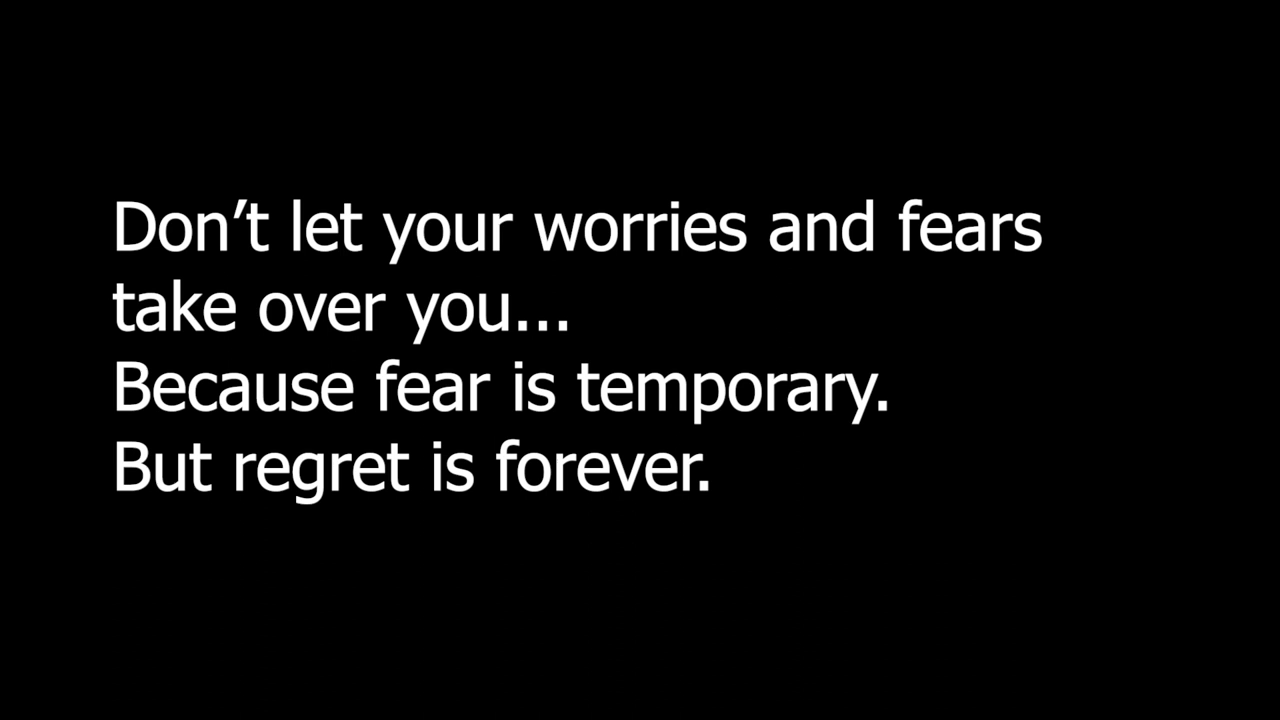 Don’t let your worries and fears
take over you...
Because fear is temporary.
But regret is forever.